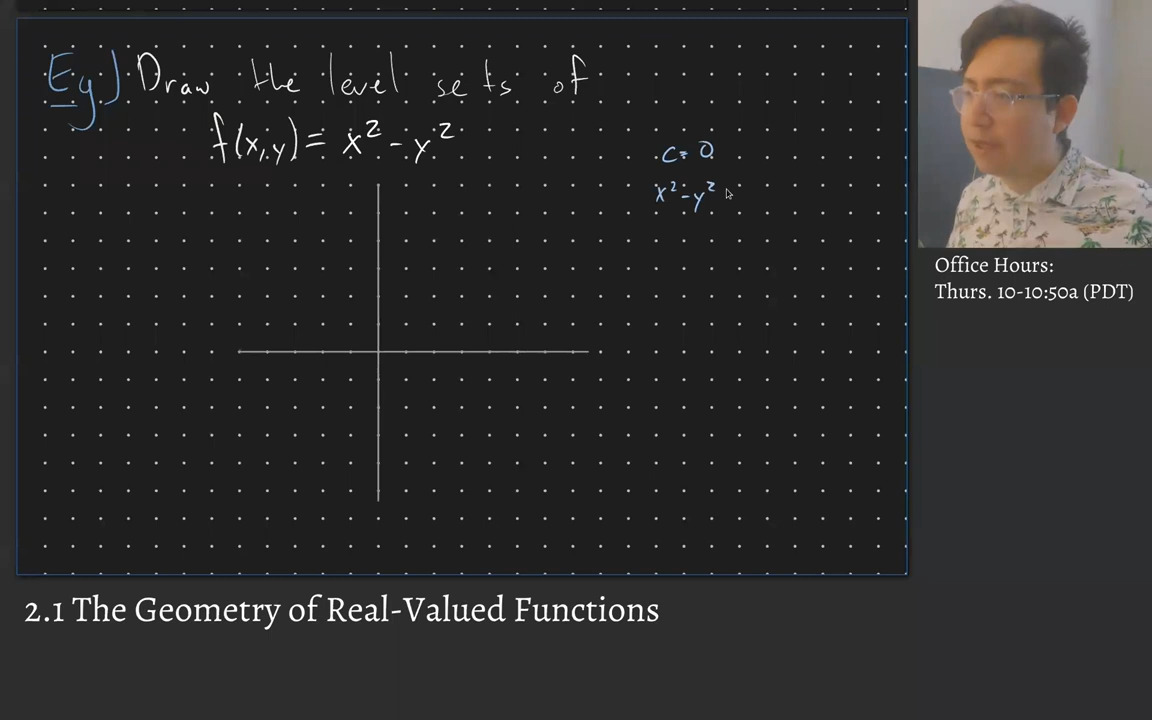 Eg) Draw the level sets of
f(x,y) = x² - y²
c = 0
x² - y²
Office Hours:
Thurs. 10-10:50a (PDT)
2.1 The Geometry of Real-Valued Functions